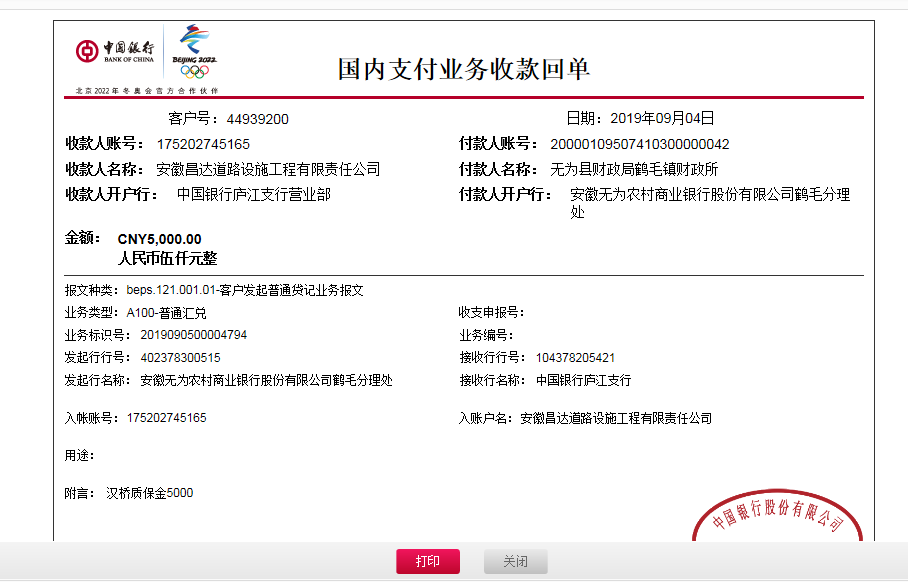 中国银行
BANK OF CHINA
BEIJING 2022
北京2022年冬奥会官方合作伙伴
国内支付业务收款回单
客户号：44939200
日期：2019年09月04日
收款人账号：175202745165
付款人账号：20000109507410300000042
收款人名称：安徽昌达道路设施工程有限责任公司
付款人名称：无为县财政局鹤毛镇财政所
收款人开户行：中国银行庐江支行营业部
付款人开户行：安徽无为农村商业银行股份有限公司鹤毛分理
处
金额：CNY5,000.00
人民币伍仟元整
报文种类：beps.121.001.01-客户发起普通贷记业务报文
业务类型：A100-普通汇兑
收支申报号：
业务标识号：2019090500004794
业务编号：
发起行行号：402378300515
接收行行号：104378205421
发起行名称：安徽无为农村商业银行股份有限公司鹤毛分理处
接收行名称：中国银行庐江支行
入帐账号：175202745165
入账户名：安徽昌达道路设施工程有限责任公司
用途：
附言：汉桥质保金5000
中国银行股份有限公司
打印
关闭